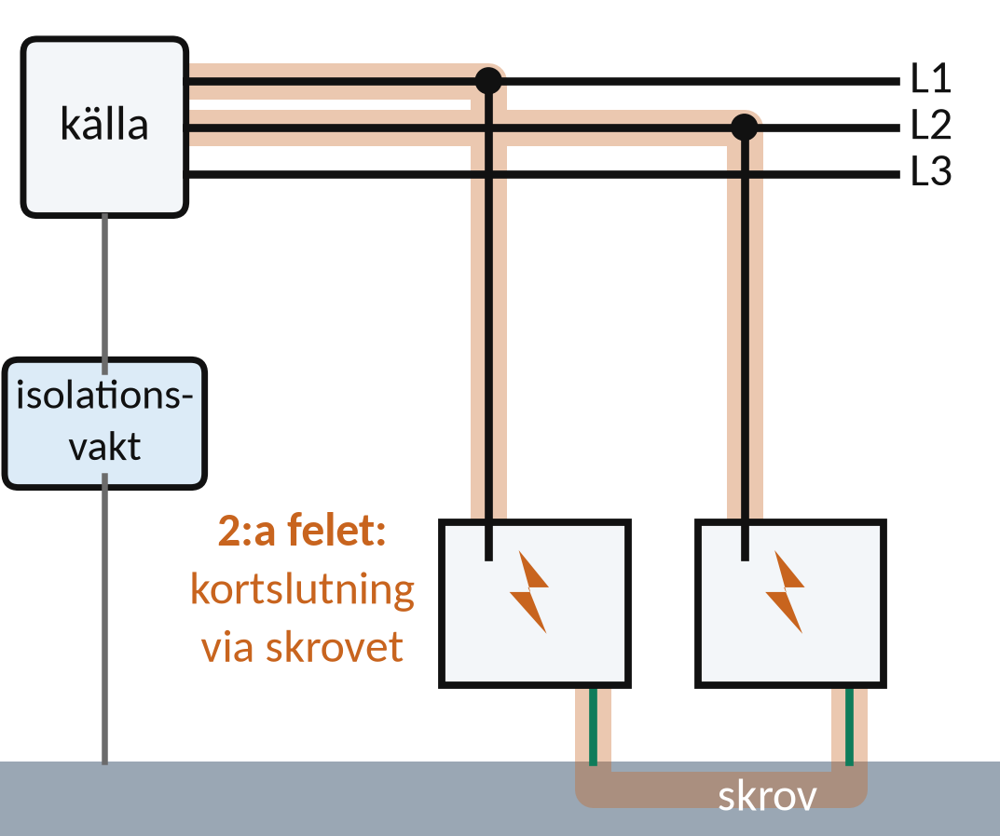 källa
L1
L2
L3
isolations-
vakt
2:a felet:
kortslutning
via skrovet
skrov